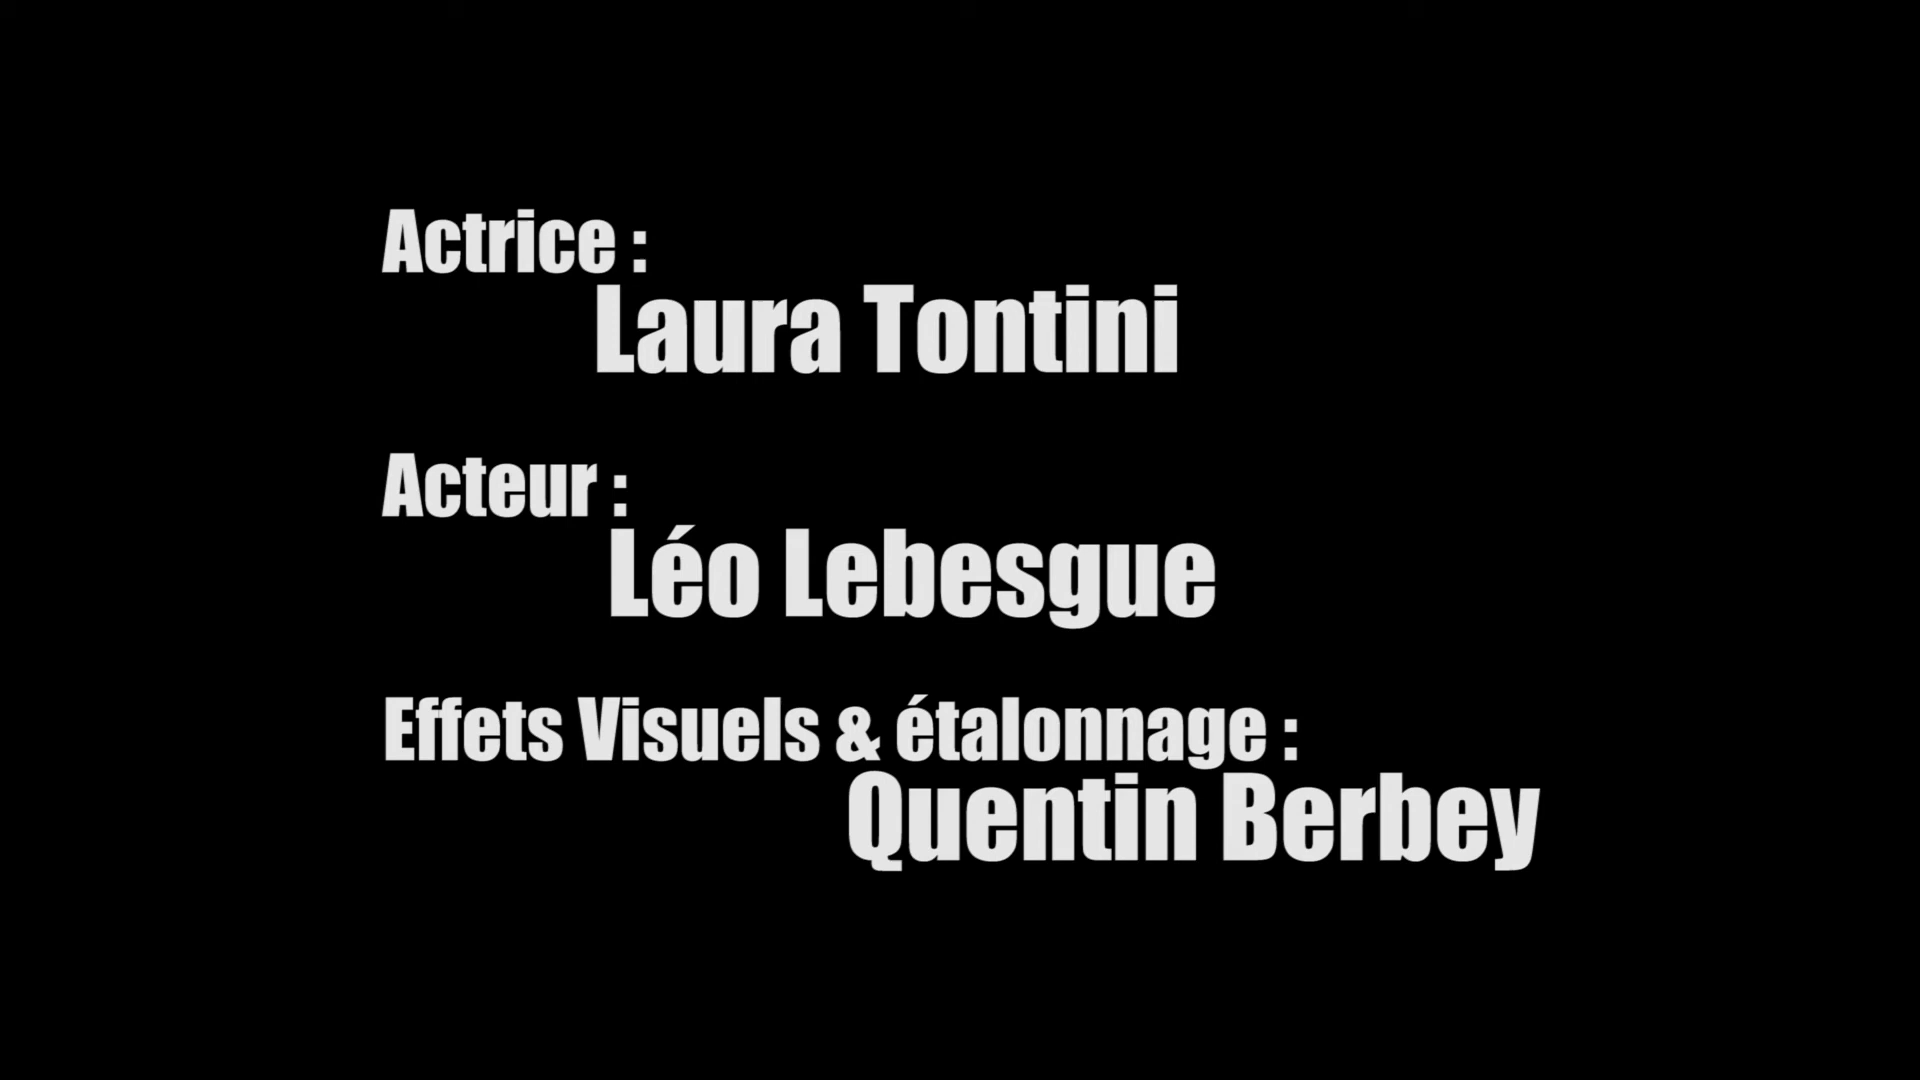 Actrice :
Laura Tontini
Acteur :
Léo Lebesgue
Effets Visuels & étalonnage :
Quentin Berbey